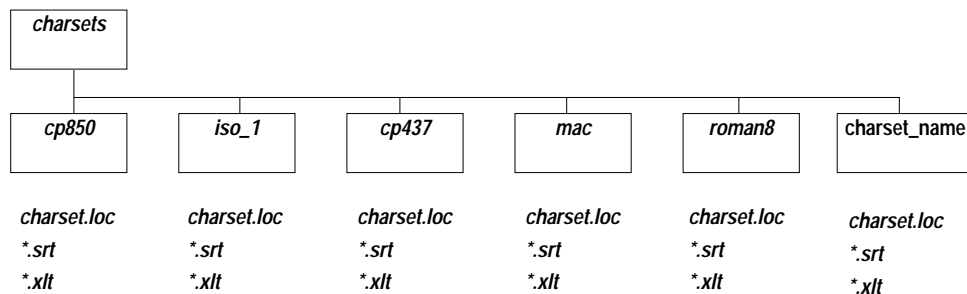 charsets
cp850 iso_1 cp437 mac roman8 charset_name
charset.loc charset.loc charset.loc charset.loc charset.loc charset.loc
*.srt *.srt *.srt *.srt *.srt *.srt
*.xlt *.xlt *.xlt *.xlt *.xlt *.xlt